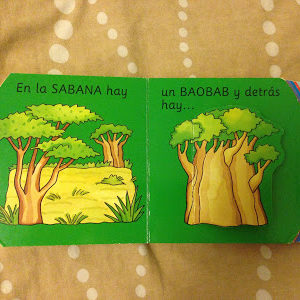 En la SABANA hay
un BAOBAB y detrás
hay...